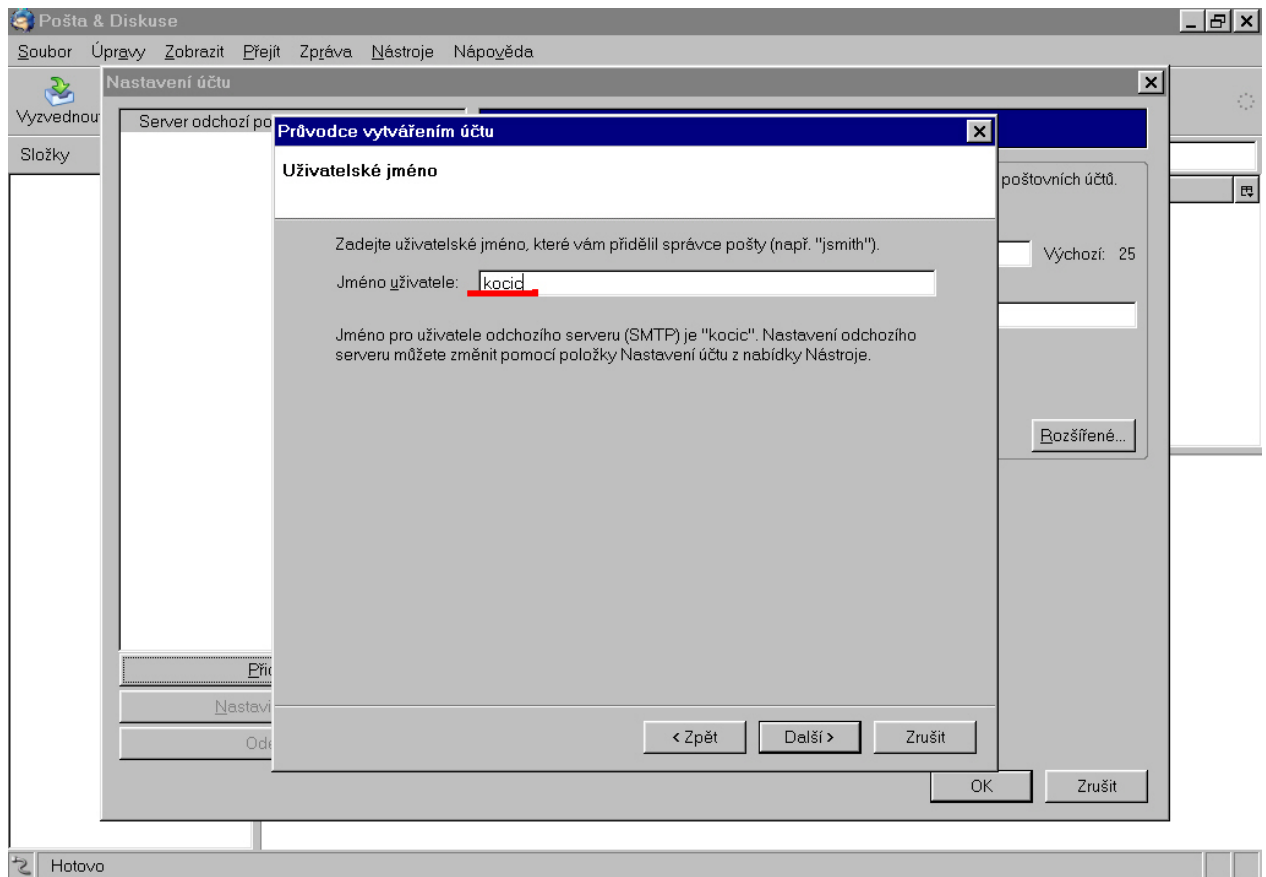 Pošta & Diskuse
Soubor Úpravy Zobrazit Přejít Zpráva Nástroje Nápověda
Nastavení účtu
Server odchozí
Průvodce vytvářením účtu
Složky
Uživatelské jméno
poštovních účtů.
Zadejte uživatelské jméno, které vám přidělil správce pošty (např. "jsmith").
Výchozí: 25
Jméno uživatele: kocic
Jméno pro uživatele odchozího serveru (SMTP) je "kocic". Nastavení odchozího
serveru můžete změnit pomocí položky Nastavení účtu z nabídky Nástroje.
Rozšířené...
< Zpět Další > Zrušit
OK Zrušit
Hotovo